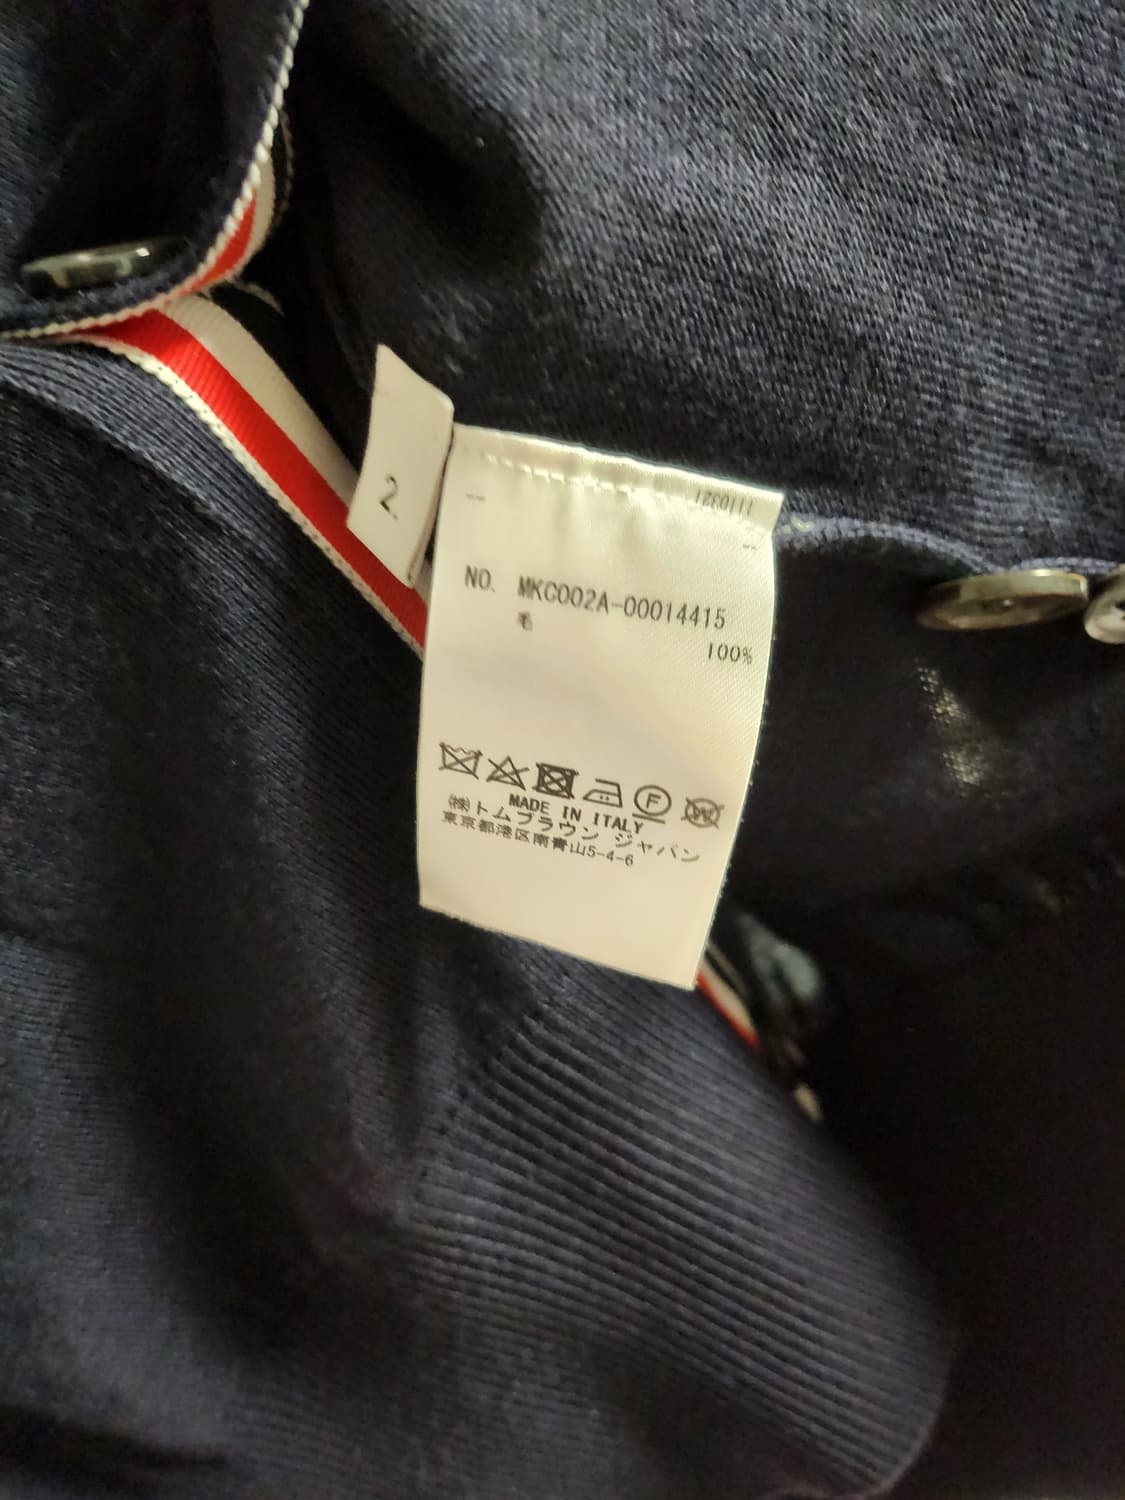 2
1110321
NO. MKC002A-00014415
毛
100%
F
W
MADE IN ITALY
㈱トムブラウン ジャパン
東京都港区南青山5-4-6